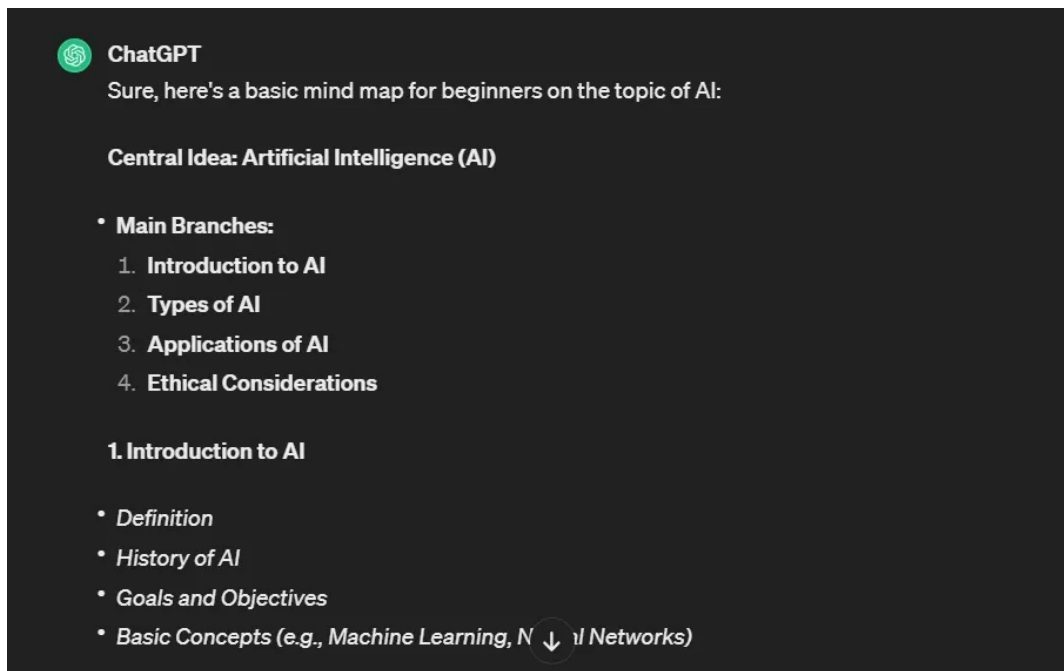 ChatGPT
Sure, here's a basic mind map for beginners on the topic of AI:
Central Idea: Artificial Intelligence (AI)
• Main Branches:
1. Introduction to AI
2. Types of AI
3. Applications of AI
4. Ethical Considerations
1. Introduction to AI
• Definition
• History of AI
• Goals and Objectives
• Basic Concepts (e.g., Machine Learning, Networks)